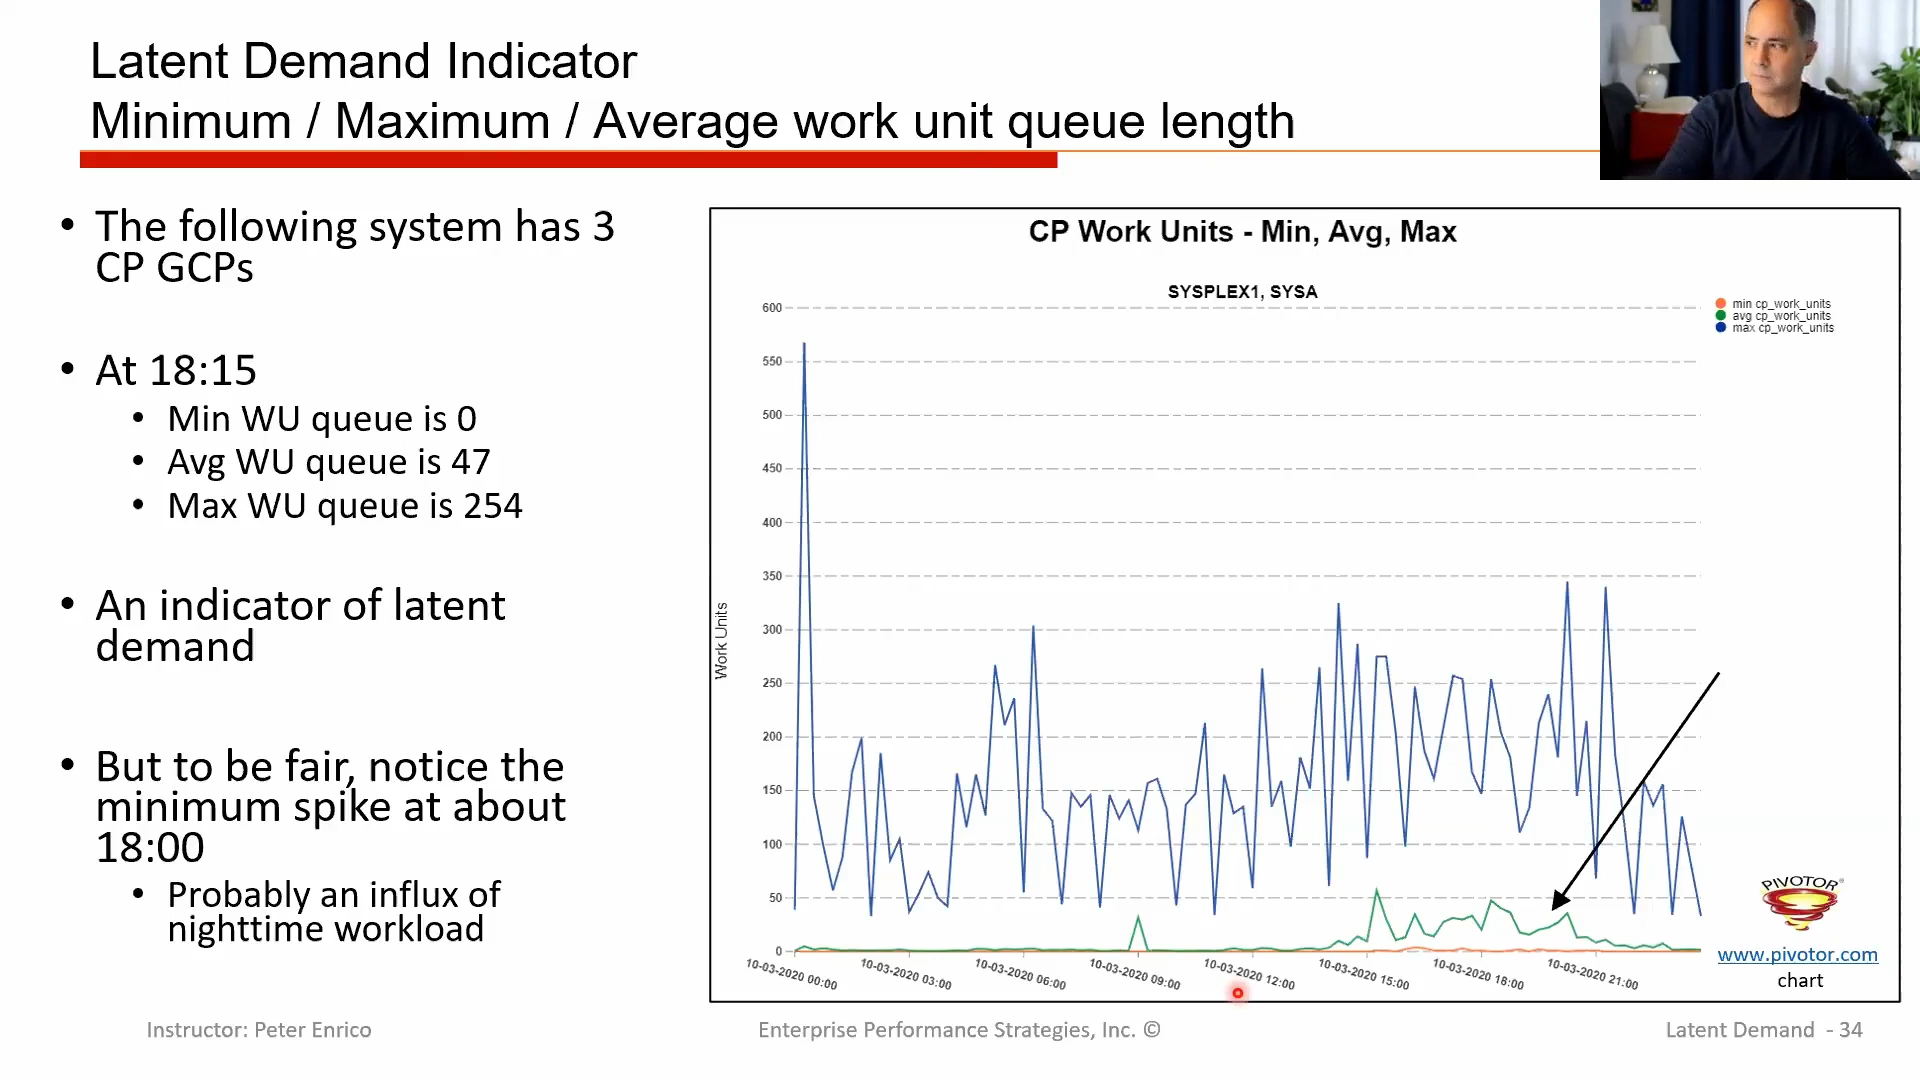 Latent Demand Indicator
Minimum / Maximum / Average work unit queue length
• The following system has 3
CP GCPs
• At 18:15
• Min WU queue is 0
• Avg WU queue is 47
• Max WU queue is 254
• An indicator of latent
demand
• But to be fair, notice the
minimum spike at about
18:00
• Probably an influx of
nighttime workload
CP Work Units - Min, Avg, Max
SYSPLEX1, SYSA
min cp_work_units
avg cp_work_units
max cp_work_units
Work Units
600
550
500
450
400
350
300
250
200
150
100
50
0
10-03-2020 00:00
10-03-2020 03:00
10-03-2020 06:00
10-03-2020 09:00
10-03-2020 12:00
10-03-2020 15:00
10-03-2020 18:00
10-03-2020 21:00
PIVOTOR®
www.pivotor.com
chart
Instructor: Peter Enrico
Enterprise Performance Strategies, Inc. ©
Latent Demand - 34